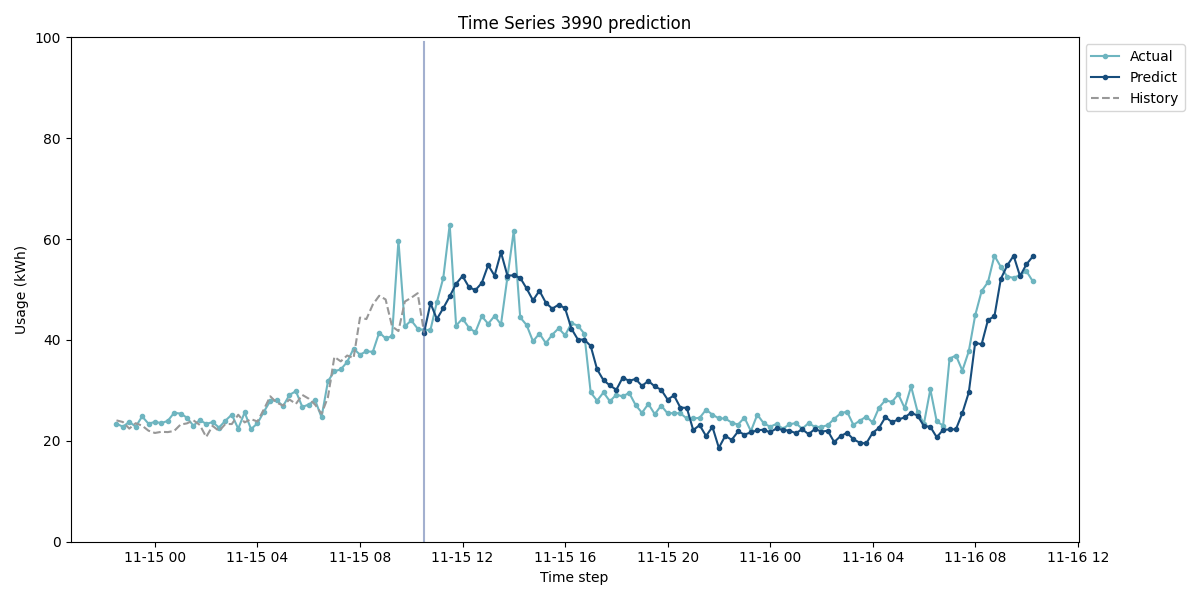 Time Series 3990 prediction
100
80
60
40
20
0
Usage (kWh)
11-15 00
11-15 04
11-15 08
11-15 12
11-15 16
11-15 20
11-16 00
11-16 04
11-16 08
11-16 12
Time step
Actual
Predict
History